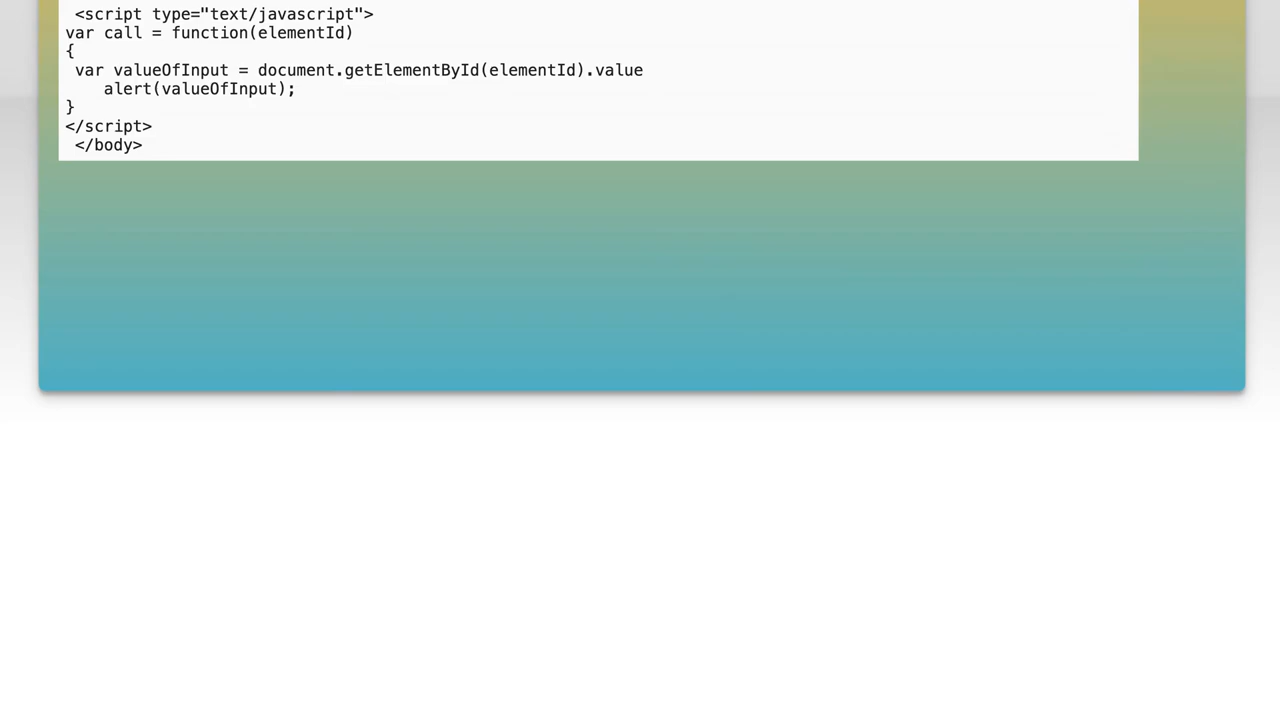 <script type="text/javascript">
var call = function(elementId)
{
 var valueOfInput = document.getElementById(elementId).value
    alert(valueOfInput);
}
</script>
 </body>